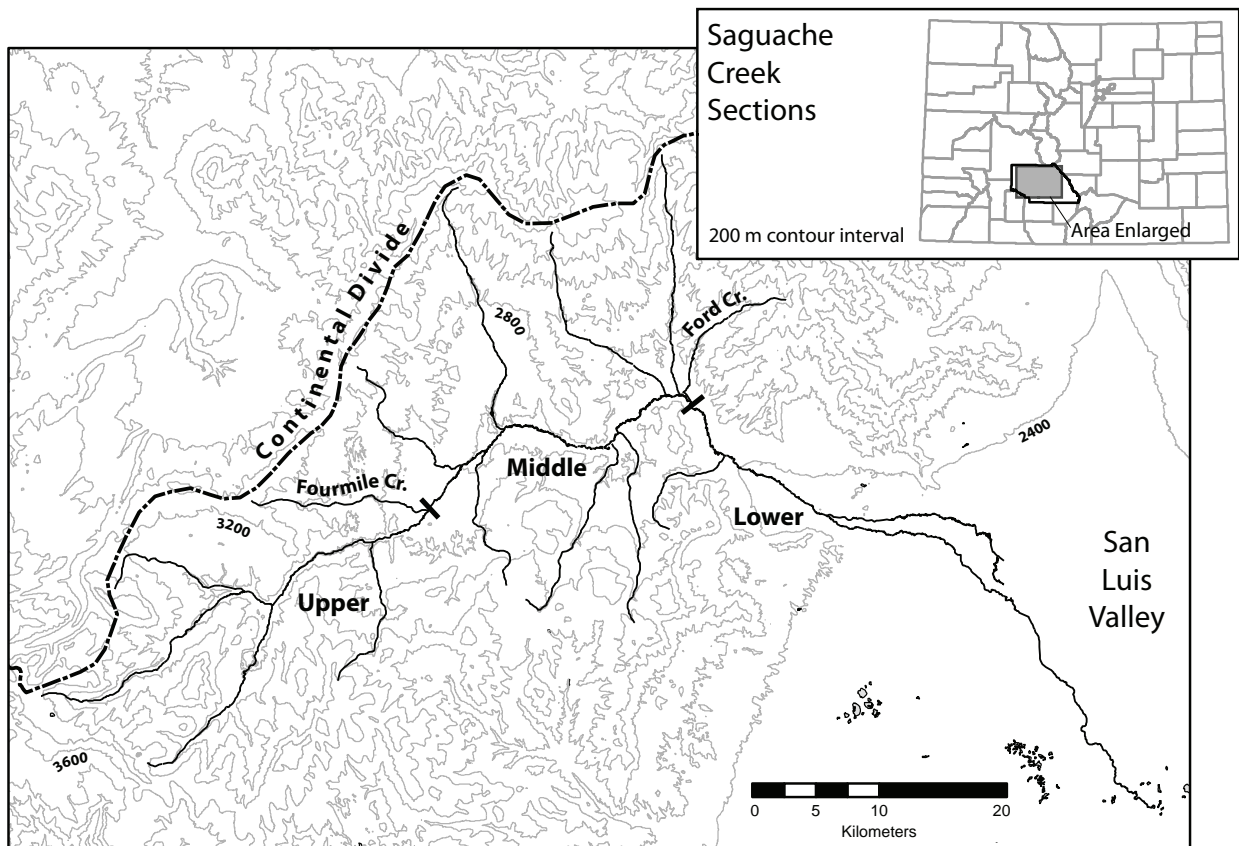 Saguache
Creek
Sections
200 m contour interval
Area Enlarged
Continental Divide
2800
Ford Cr.
2400
Middle
Fourmile Cr.
Lower
3200
San
Luis
Valley
Upper
3600
0 5 10 20
Kilometers